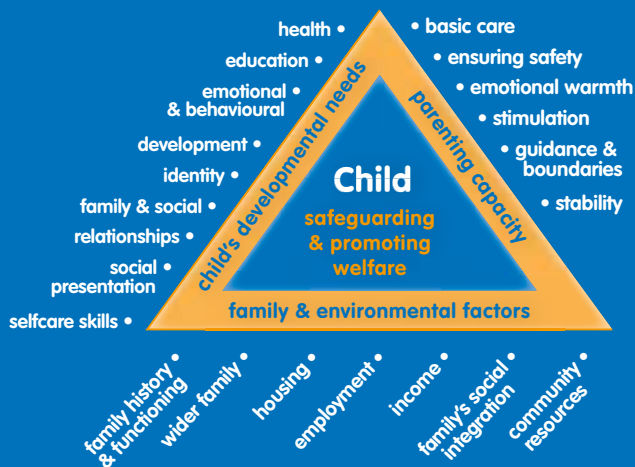 health •
education •
emotional •
& behavioural
development •
identity •
family & social •
relationships •
social •
presentation
selfcare skills •
• basic care
• ensuring safety
• emotional warmth
• stimulation
• guidance &
boundaries
• stability
child's developmental needs
parenting capacity
Child
safeguarding
& promoting
welfare
family & environmental factors
family history •
& functioning
wider family •
housing •
employment •
income •
family's social •
integration
community •
resources